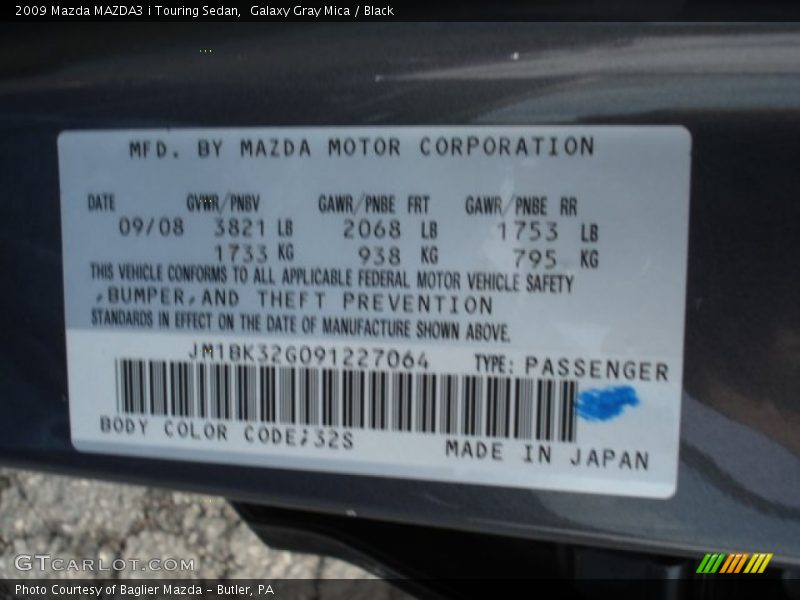 2009 Mazda MAZDA3 i Touring Sedan,  Galaxy Gray Mica / Black
MFD. BY MAZDA MOTOR CORPORATION
DATE GVWR/PNBV GAWR/PNBE FRT GAWR/PNBE RR
09/08 3821 LB 2068 LB 1753 LB
1733 KG 938 KG 795 KG
THIS VEHICLE CONFORMS TO ALL APPLICABLE FEDERAL MOTOR VEHICLE SAFETY
,BUMPER,AND THEFT PREVENTION
STANDARDS IN EFFECT ON THE DATE OF MANUFACTURE SHOWN ABOVE.
JM1BK32G091227064 TYPE: PASSENGER
BODY COLOR CODE;32S MADE IN JAPAN
GTCARLOT.COM
Photo Courtesy of Baglier Mazda - Butler, PA